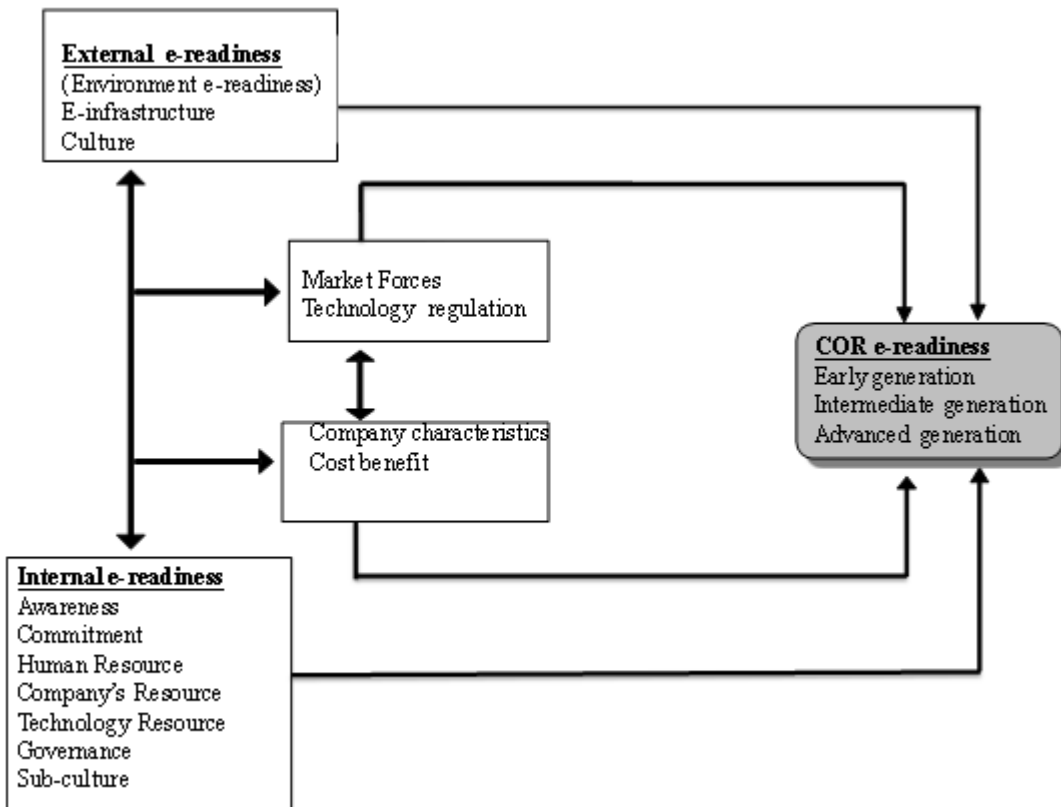 External e-readiness
(Environment e-readiness)
E-infrastructure
Culture
Market Forces
Technology regulation
COR e-readiness
Early generation
Intermediate generation
Advanced generation
Company characteristics
Cost benefit
Internal e-readiness
Awareness
Commitment
Human Resource
Company's Resource
Technology Resource
Governance
Sub-culture